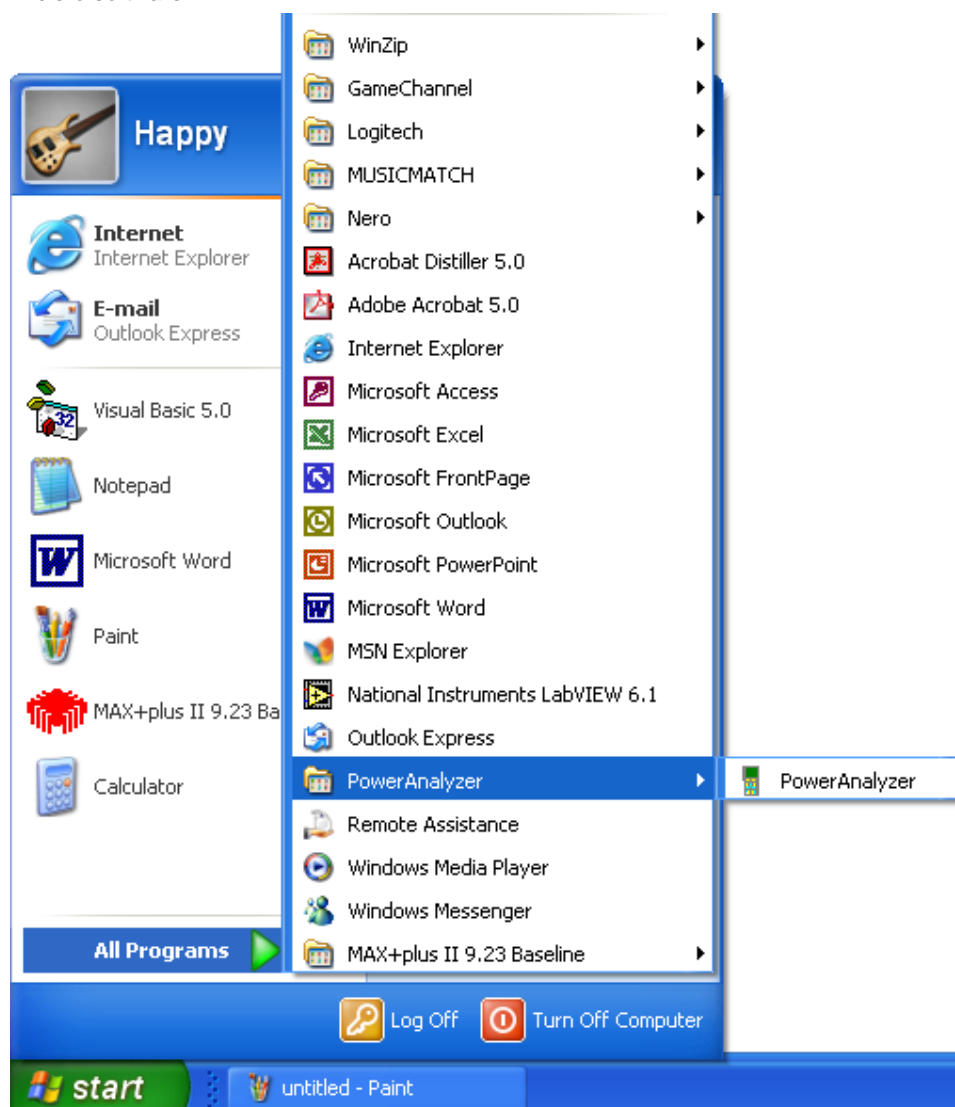 Happy
Internet
Internet Explorer
E-mail
Outlook Express
Visual Basic 5.0
32
Notepad
Microsoft Word
Paint
MAX+plus II 9.23 Ba
Calculator
All Programs
WinZip
GameChannel
Logitech
MUSICMATCH
Nero
Acrobat Distiller 5.0
Adobe Acrobat 5.0
Internet Explorer
Microsoft Access
Microsoft Excel
Microsoft FrontPage
Microsoft Outlook
Microsoft PowerPoint
Microsoft Word
MSN Explorer
National Instruments LabVIEW 6.1
Outlook Express
PowerAnalyzer
PowerAnalyzer
Remote Assistance
Windows Media Player
Windows Messenger
MAX+plus II 9.23 Baseline
Log Off
Turn Off Computer
start
untitled - Paint